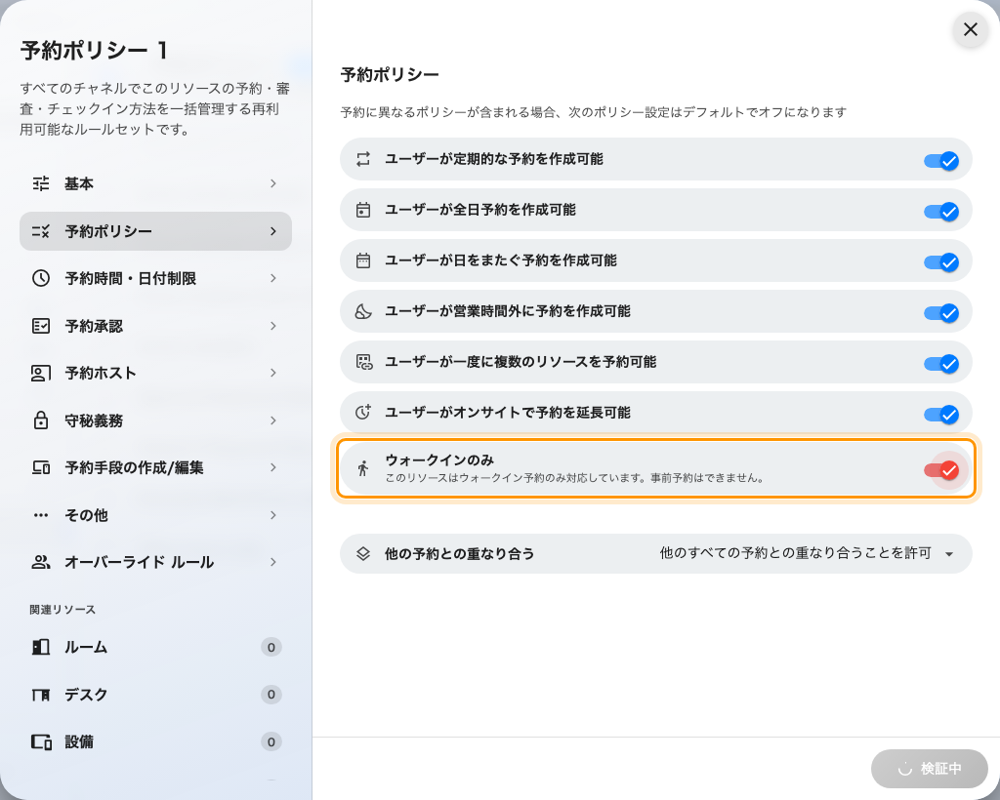 予約ポリシー 1
すべてのチャネルでこのリソースの予約・審
査・チェックイン方法を一括管理する再利
用可能なルールセットです。
基本
予約ポリシー
予約時間・日付制限
予約承認
予約ホスト
守秘義務
予約手段の作成/編集
その他
オーバーライド ルール
関連リソース
ルーム 0
デスク 0
設備 0
予約ポリシー
予約に異なるポリシーが含まれる場合、次のポリシー設定はデフォルトでオフになります
ユーザーが定期的な予約を作成可能
ユーザーが全日予約を作成可能
ユーザーが日をまたぐ予約を作成可能
ユーザーが営業時間外に予約を作成可能
ユーザーが一度に複数のリソースを予約可能
ユーザーがオンサイトで予約を延長可能
ウォークインのみ
このリソースはウォークイン予約のみ対応しています。事前予約はできません。
他の予約との重なり合う 他のすべての予約との重なり合うことを許可
検証中